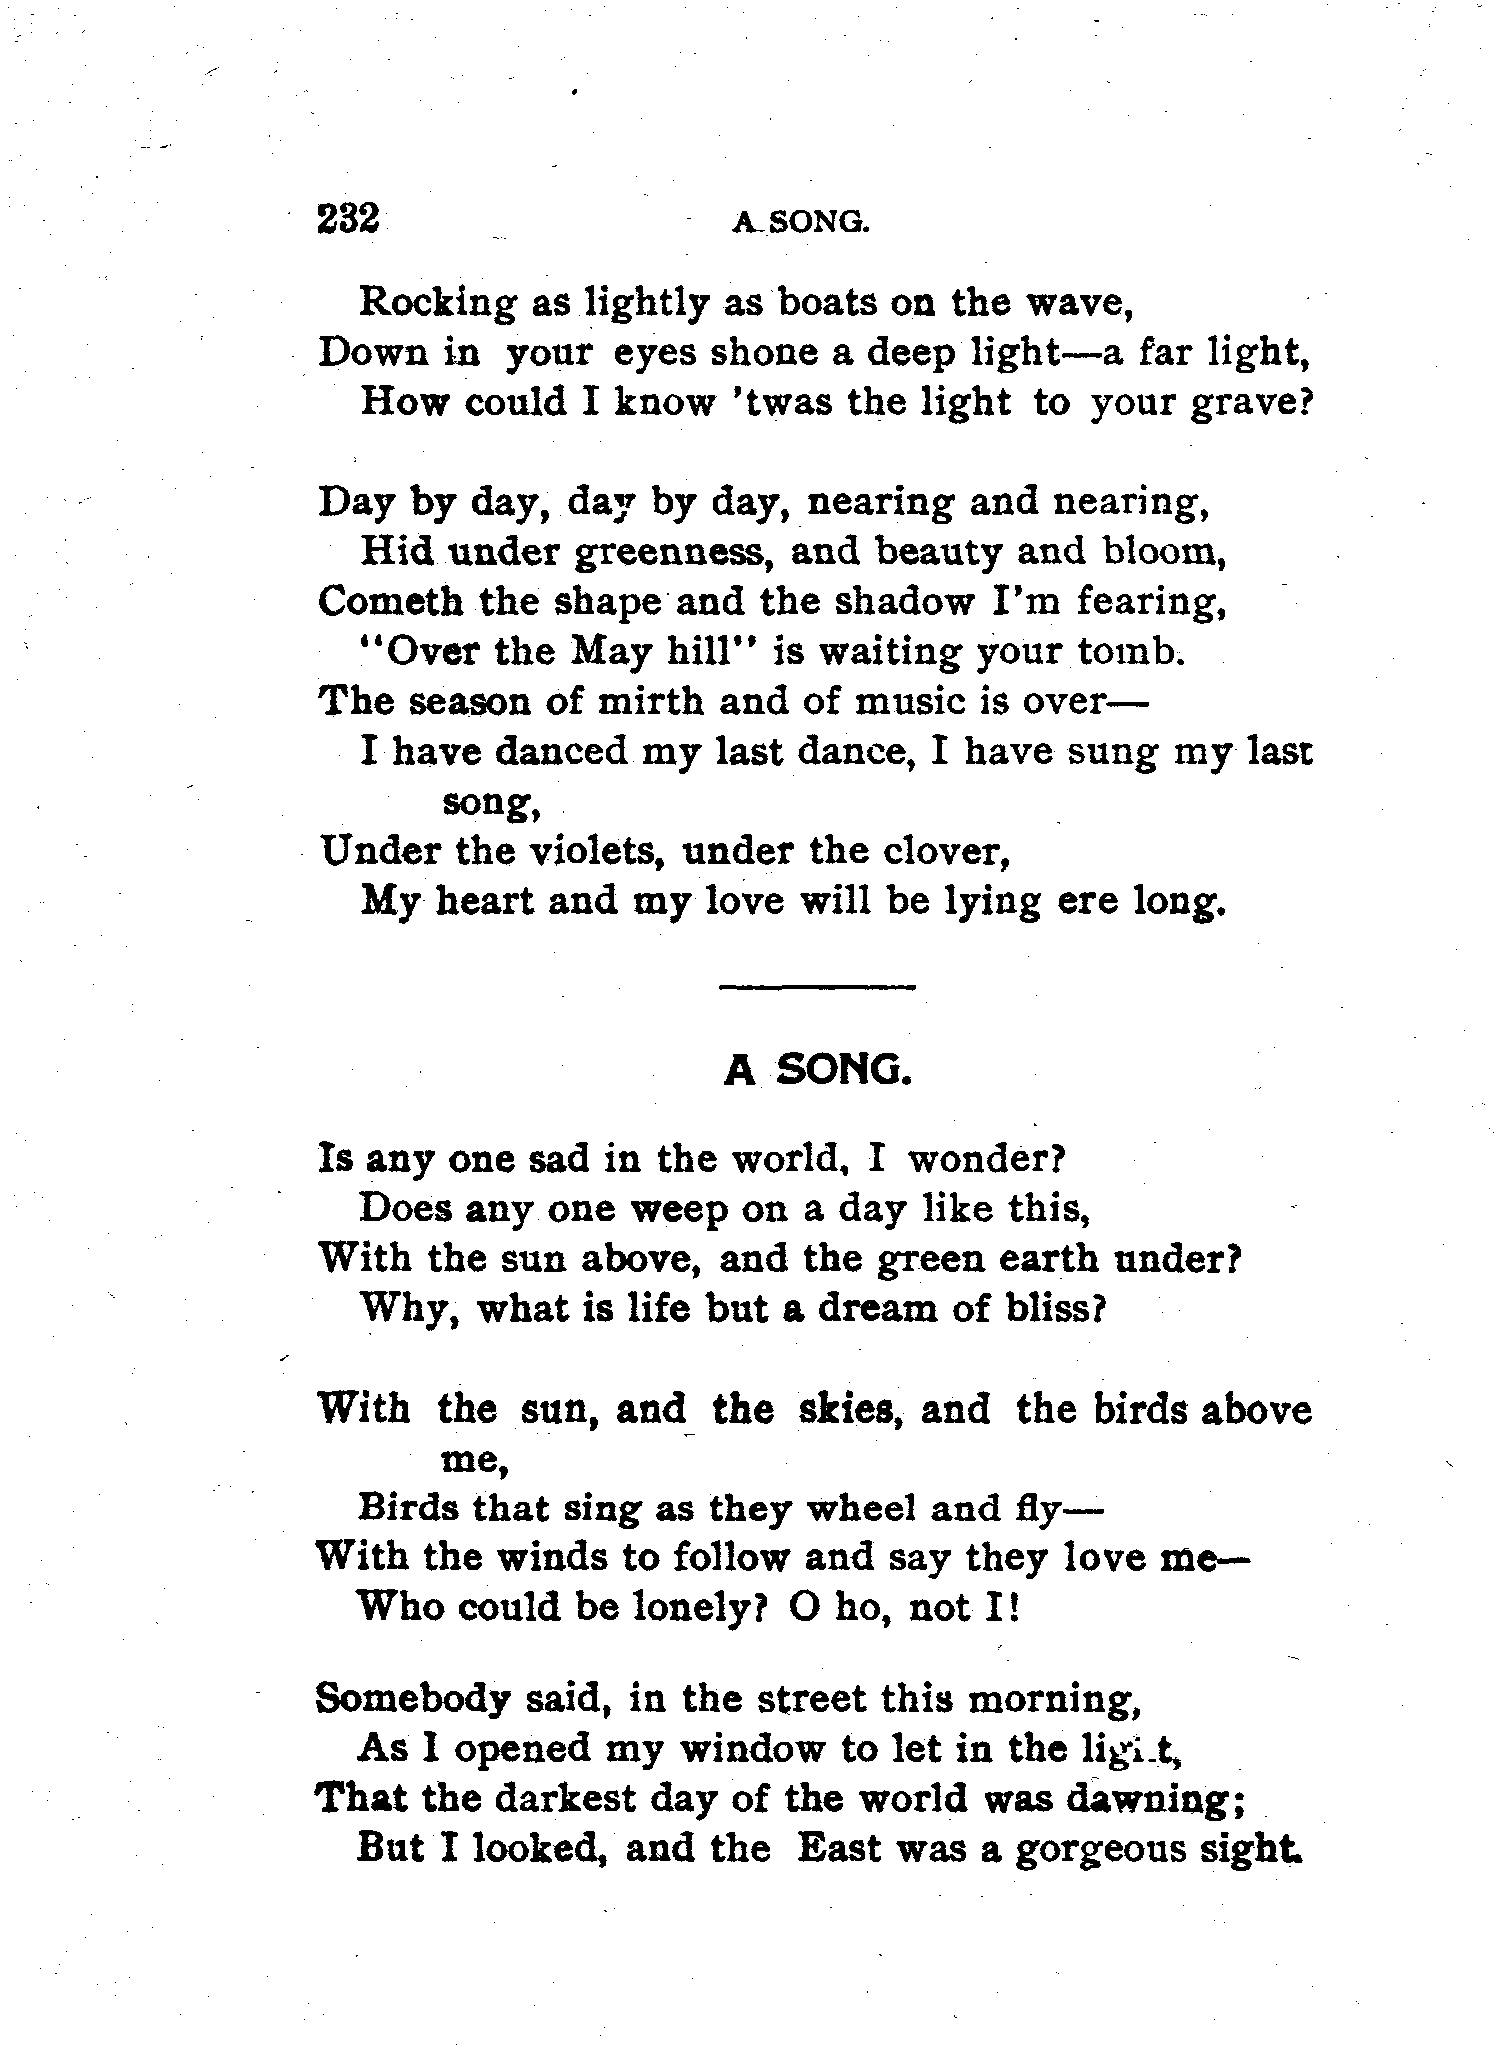 232 A SONG.
Rocking as lightly as boats on the wave,
Down in your eyes shone a deep light—a far light,
How could I know 'twas the light to your grave?
Day by day, day by day, nearing and nearing,
Hid under greenness, and beauty and bloom,
Cometh the shape and the shadow I'm fearing,
"Over the May hill" is waiting your tomb.
The season of mirth and of music is over—
I have danced my last dance, I have sung my last
song,
Under the violets, under the clover,
My heart and my love will be lying ere long.
A SONG.
Is any one sad in the world, I wonder?
Does any one weep on a day like this,
With the sun above, and the green earth under?
Why, what is life but a dream of bliss?
With the sun, and the skies, and the birds above
me,
Birds that sing as they wheel and fly—
With the winds to follow and say they love me—
Who could be lonely? O ho, not I!
Somebody said, in the street this morning,
As I opened my window to let in the light,
That the darkest day of the world was dawning;
But I looked, and the East was a gorgeous sight.